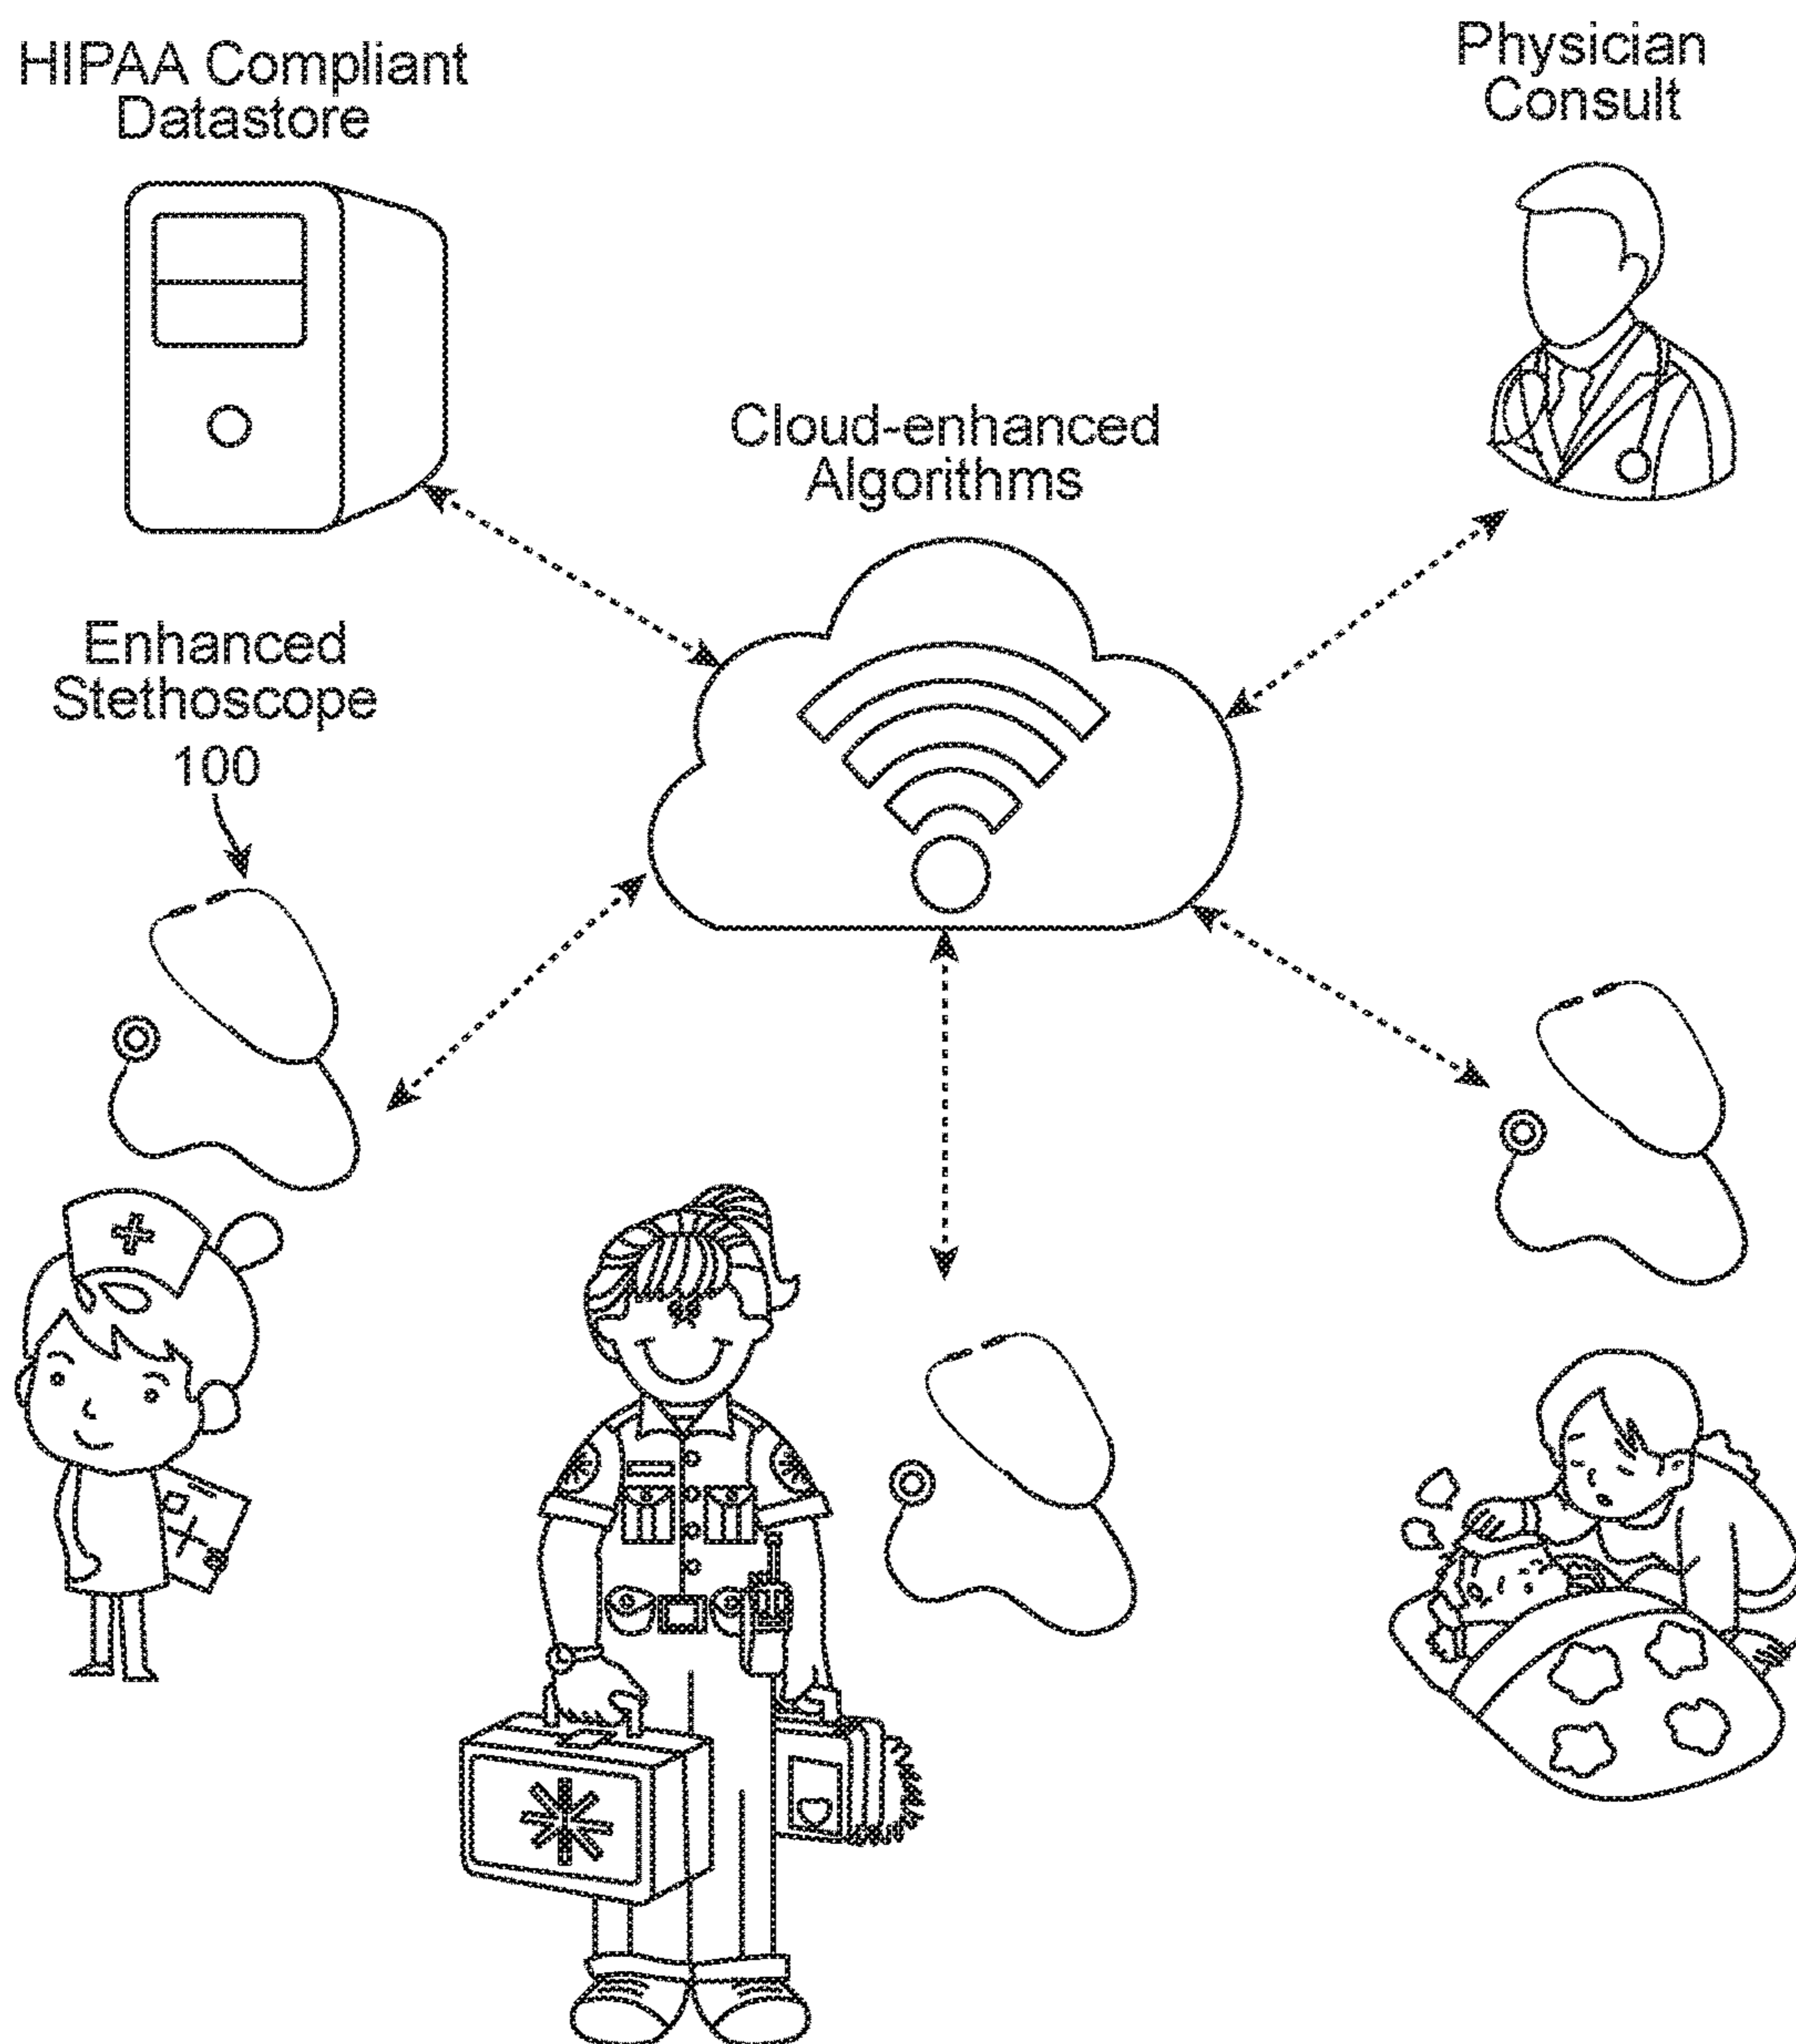 HIPAA Compliant
Datastore
Physician
Consult
Cloud-enhanced
Algorithms
Enhanced
Stethoscope
100